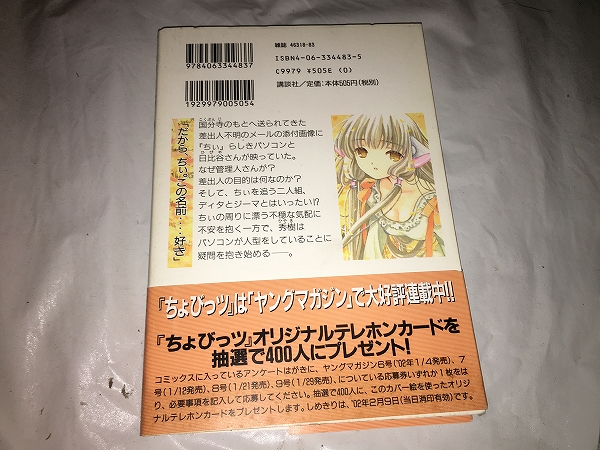 雑誌 46318-83
ISBN4-06-334483-5
C9979 ¥505E (0)
講談社／定価:本体505円(税別)
9784063344837
1929979005054
「だから、ちぃ。この名前…好き」
国分寺のもとへ送られてきた
差出人不明のメールの添付画像に
『ちぃ』らしきパソコンと
日比谷さんが映っていた。
なぜ管理人さんが？
差出人の目的は何なのか？
そして、ちぃを追う二人組、
ディタとジーマとはいったい!?
ちぃの周りに漂う不穏な気配に
不安を抱く一方で、秀樹は
パソコンが人型をしていることに
疑問を抱き始める——。
『ちょびっツ』は「ヤングマガジン」で大好評連載中!!
『ちょびっツ』オリジナルテレホンカードを
抽選で400人にプレゼント!
コミックスに入っているアンケートはがきに、ヤングマガジン6号('02年1/4発売)、7
号(1/12発売)、8号(1/21発売)、9号(1/29発売)、についている応募券いずれか1枚をは
り、必要事項を記入して応募してください。抽選で400人に、このカバー絵を使ったオリジ
ナルテレホンカードをプレゼントします。しめきりは、'02年2月9日(当日消印有効)です。